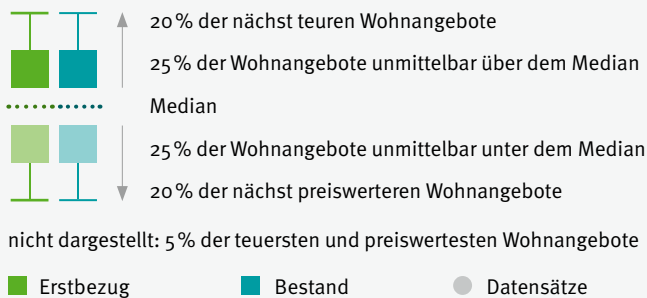 20 % der nächst teuren Wohnangebote
25 % der Wohnangebote unmittelbar über dem Median
Median
25 % der Wohnangebote unmittelbar unter dem Median
20 % der nächst preiswerteren Wohnangebote
nicht dargestellt: 5 % der teuersten und preiswertesten Wohnangebote
Erstbezug Bestand Datensätze